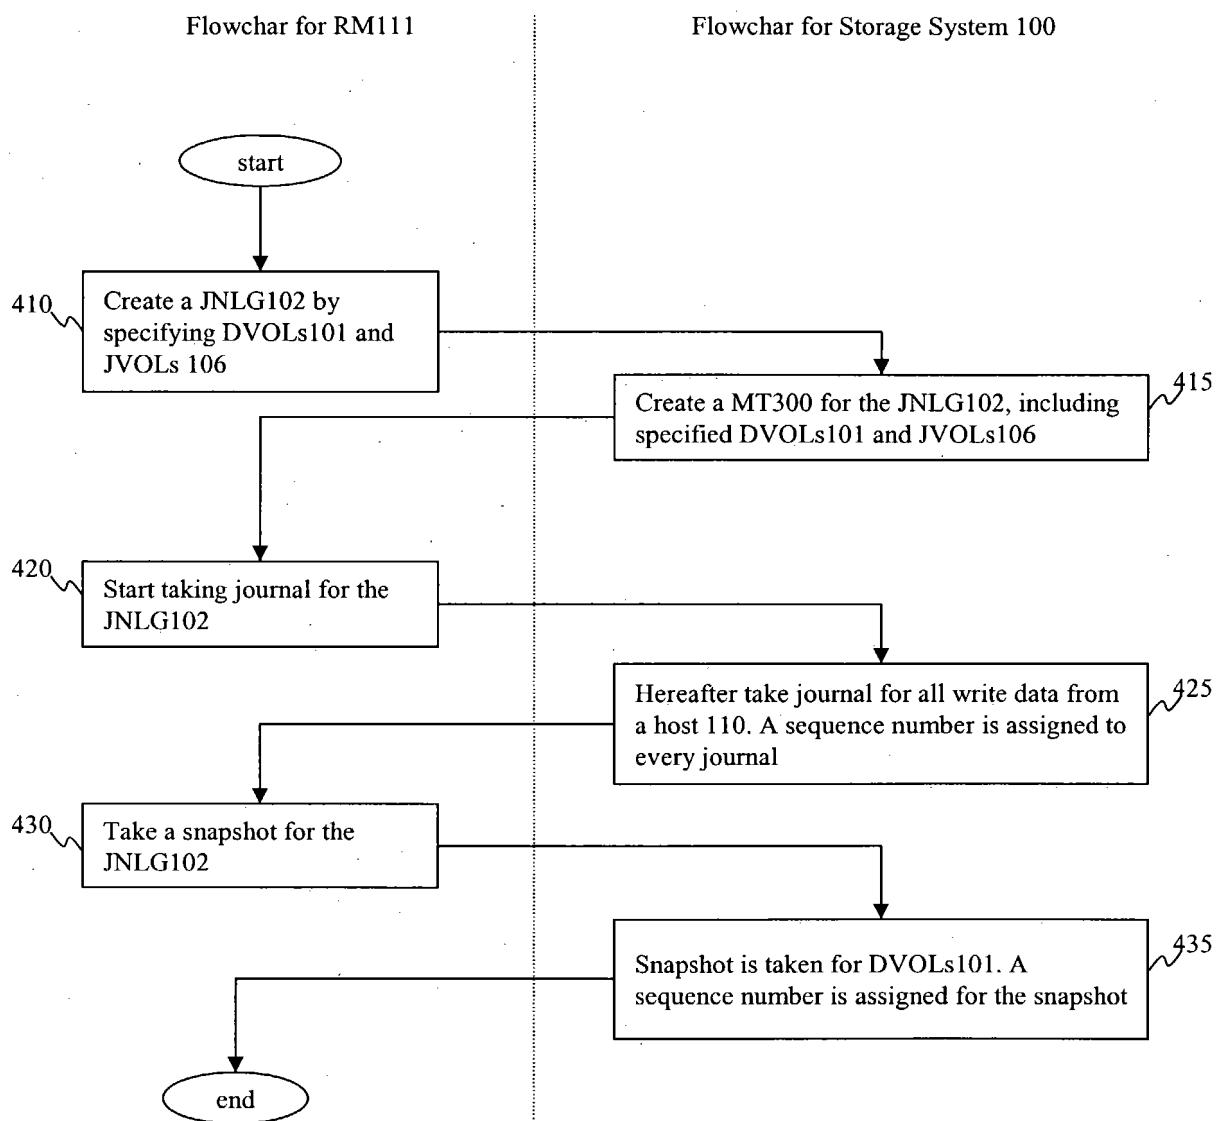 Flowchar for RM111
Flowchar for Storage System 100
start
410
Create a JNLG102 by
specifying DVOLs101 and
JVOLs 106
415
Create a MT300 for the JNLG102, including
specified DVOLs101 and JVOLs106
420
Start taking journal for the
JNLG102
425
Hereafter take journal for all write data from
a host 110. A sequence number is assigned to
every journal
430
Take a snapshot for the
JNLG102
435
Snapshot is taken for DVOLs101. A
sequence number is assigned for the snapshot
end